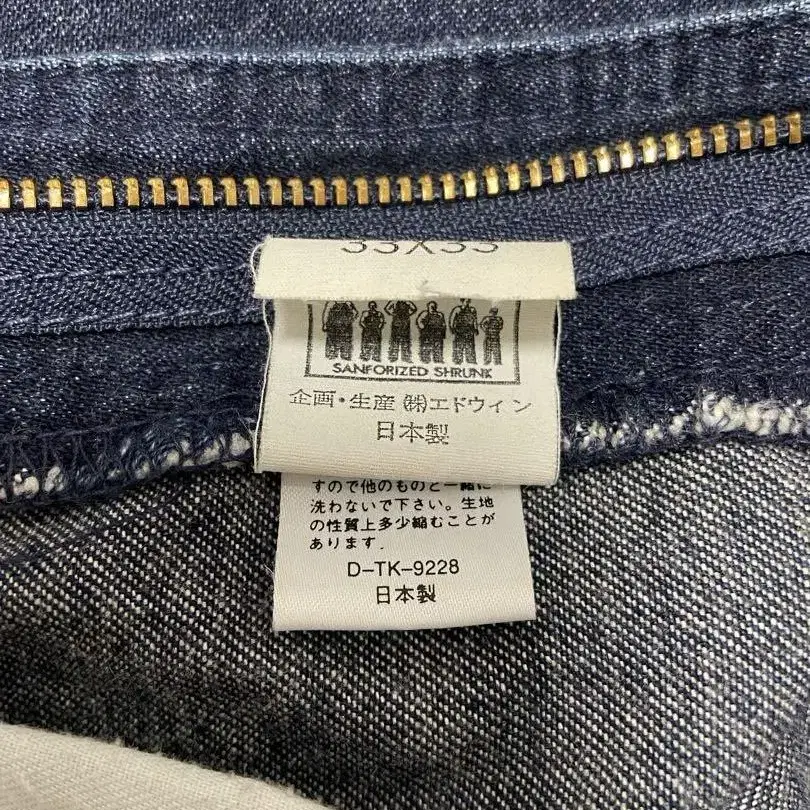 33X33
SANFORIZED SHRUNK
企画・生産 ㈱エドウィン
日本製
すので他のものと一緒に
洗わないで下さい。生地
の性質上多少縮むことが
あります.
D-TK-9228
日本製